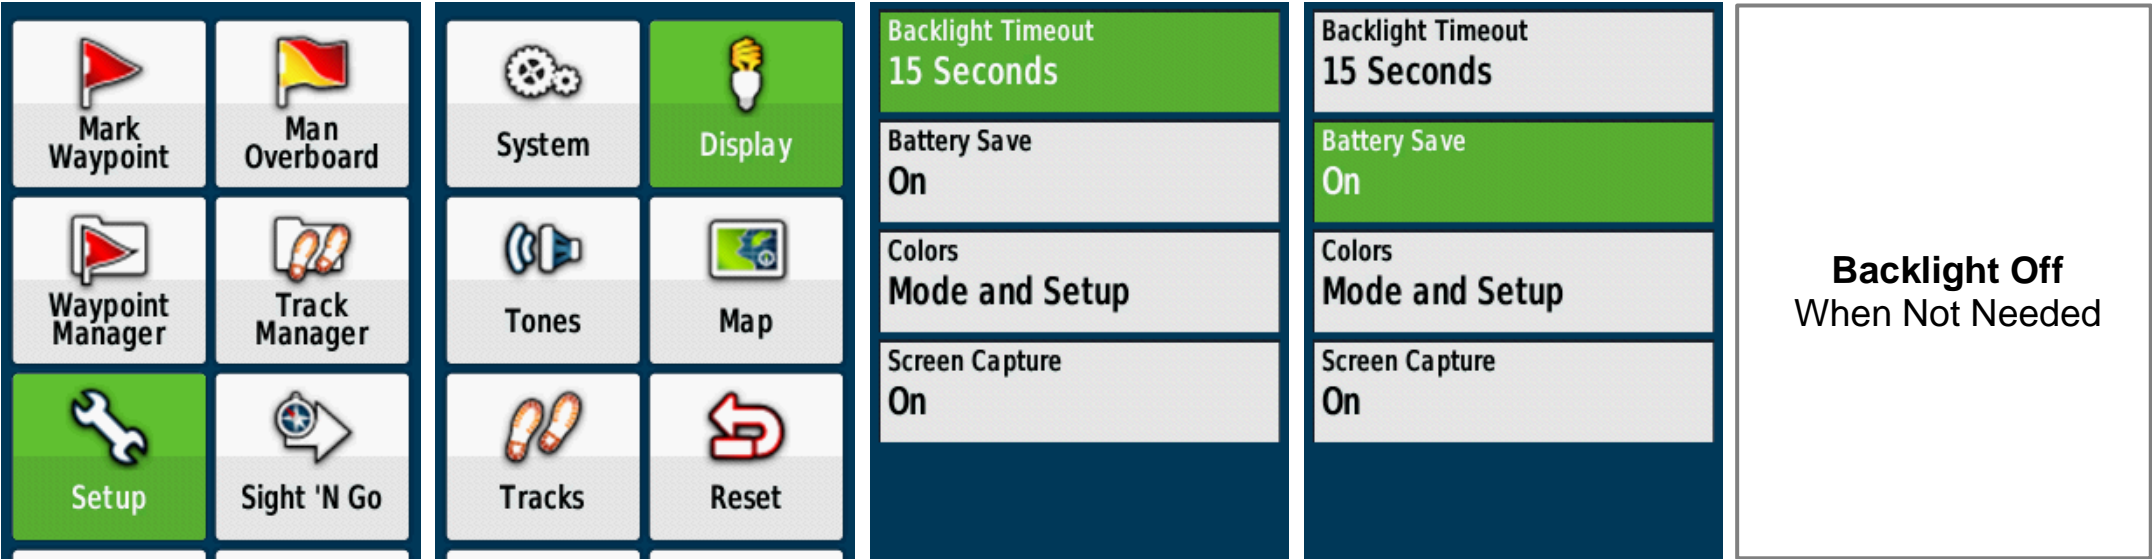 Mark
Waypoint
Man
Overboard
Waypoint
Manager
Track
Manager
Setup
Sight 'N Go
System
Display
Tones
Map
Tracks
Reset
Backlight Timeout
15 Seconds
Battery Save
On
Colors
Mode and Setup
Screen Capture
On
Backlight Timeout
15 Seconds
Battery Save
On
Colors
Mode and Setup
Screen Capture
On
Backlight Off
When Not Needed